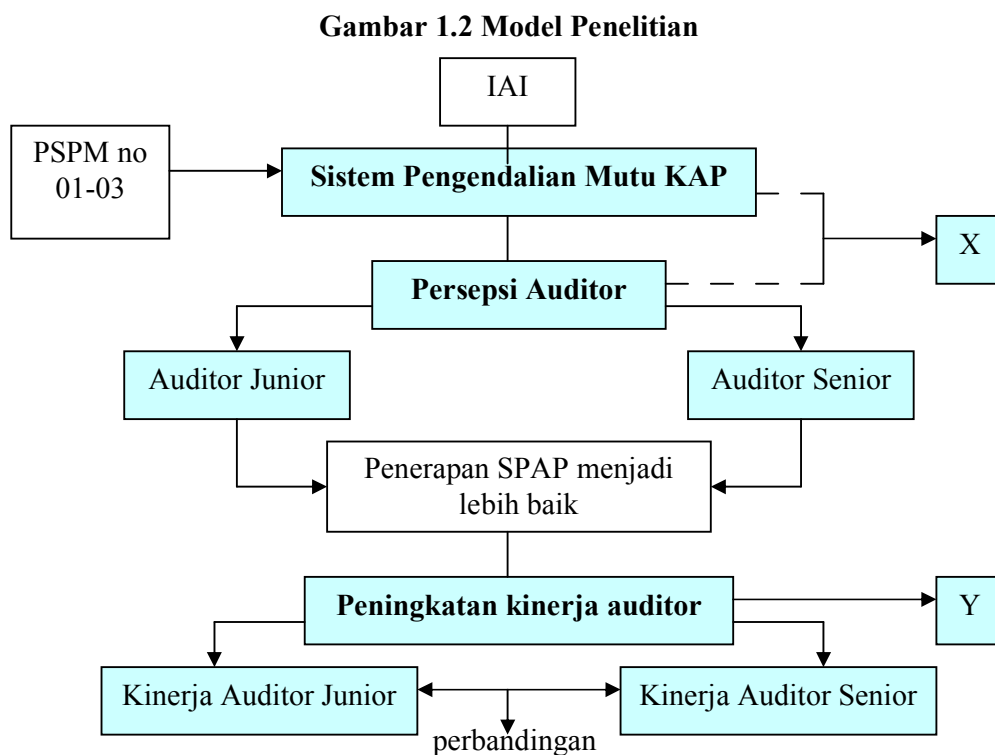 Gambar 1.2 Model Penelitian
IAI
PSPM no
01-03
Sistem Pengendalian Mutu KAP
X
Persepsi Auditor
Auditor Junior
Auditor Senior
Penerapan SPAP menjadi
lebih baik
Peningkatan kinerja auditor
Y
Kinerja Auditor Junior
Kinerja Auditor Senior
perbandingan